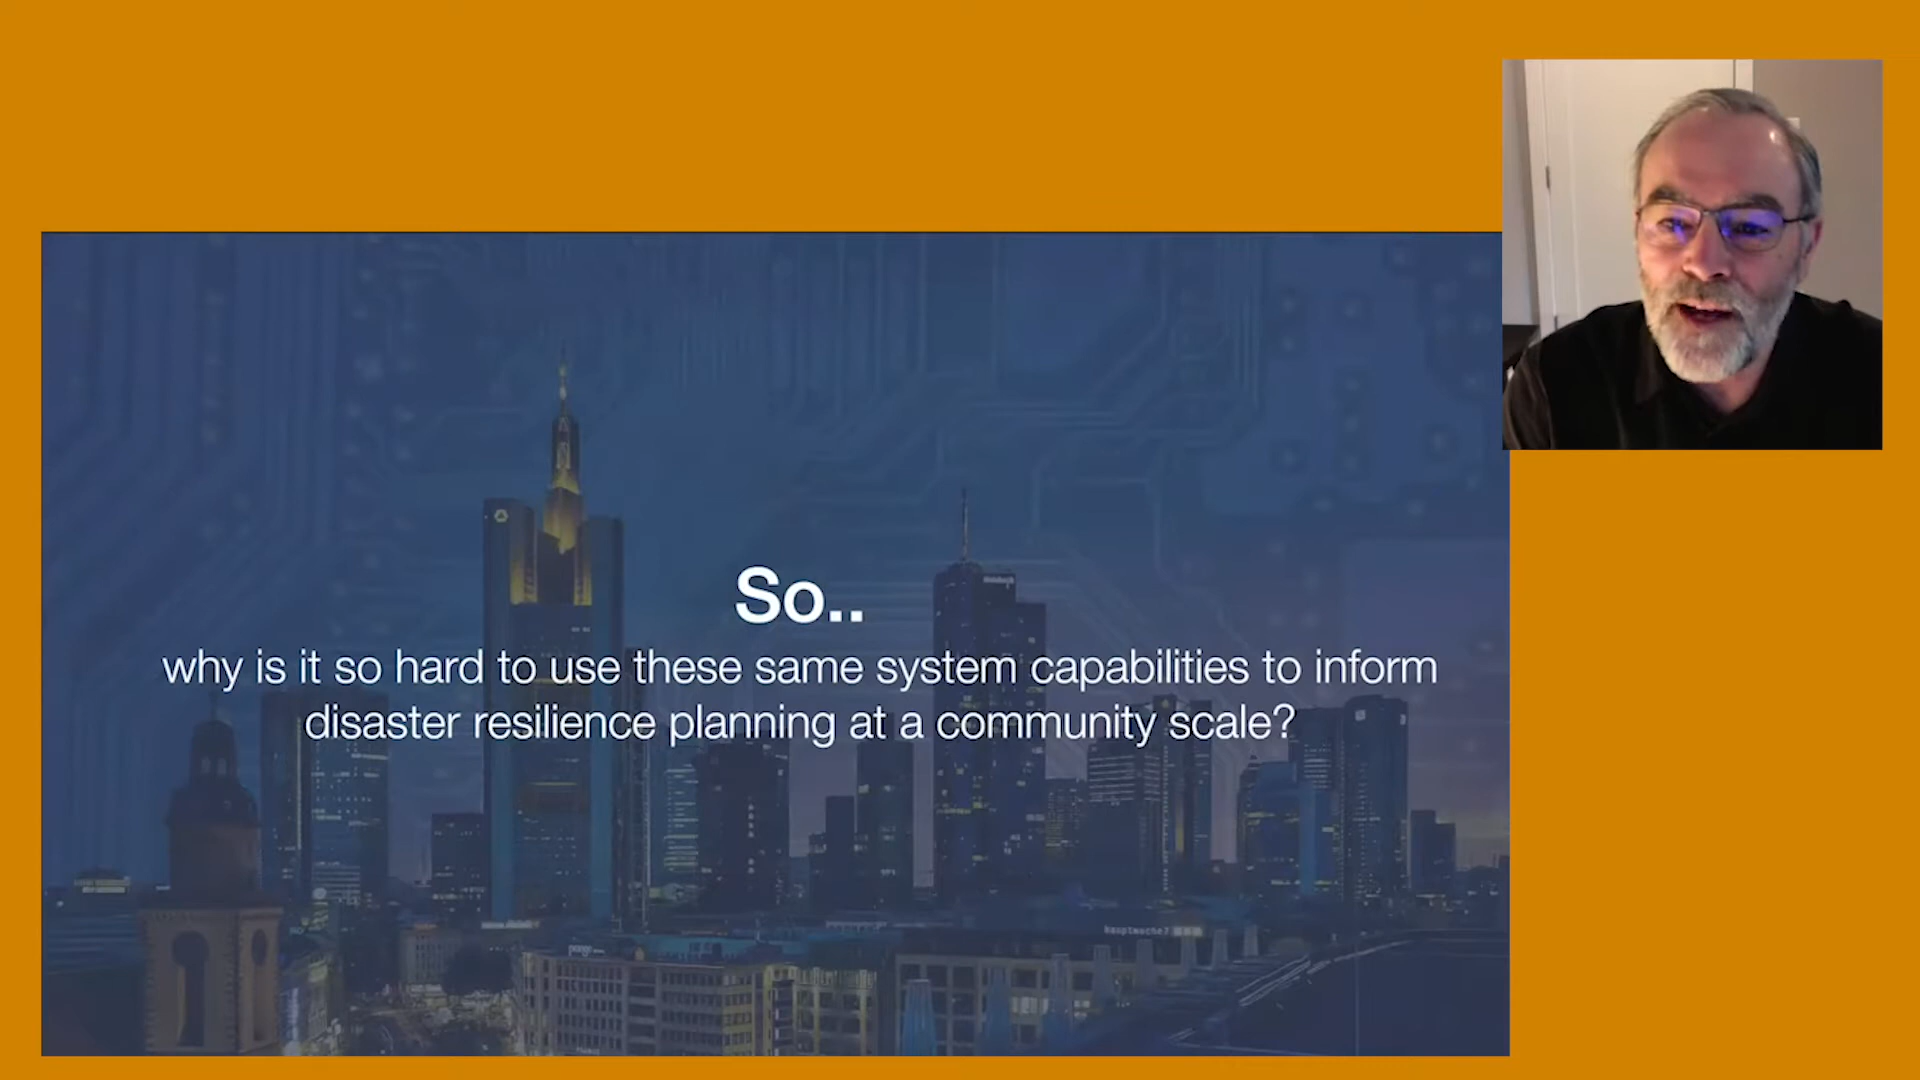 So..
why is it so hard to use these same system capabilities to inform
disaster resilience planning at a community scale?
hauptwache7